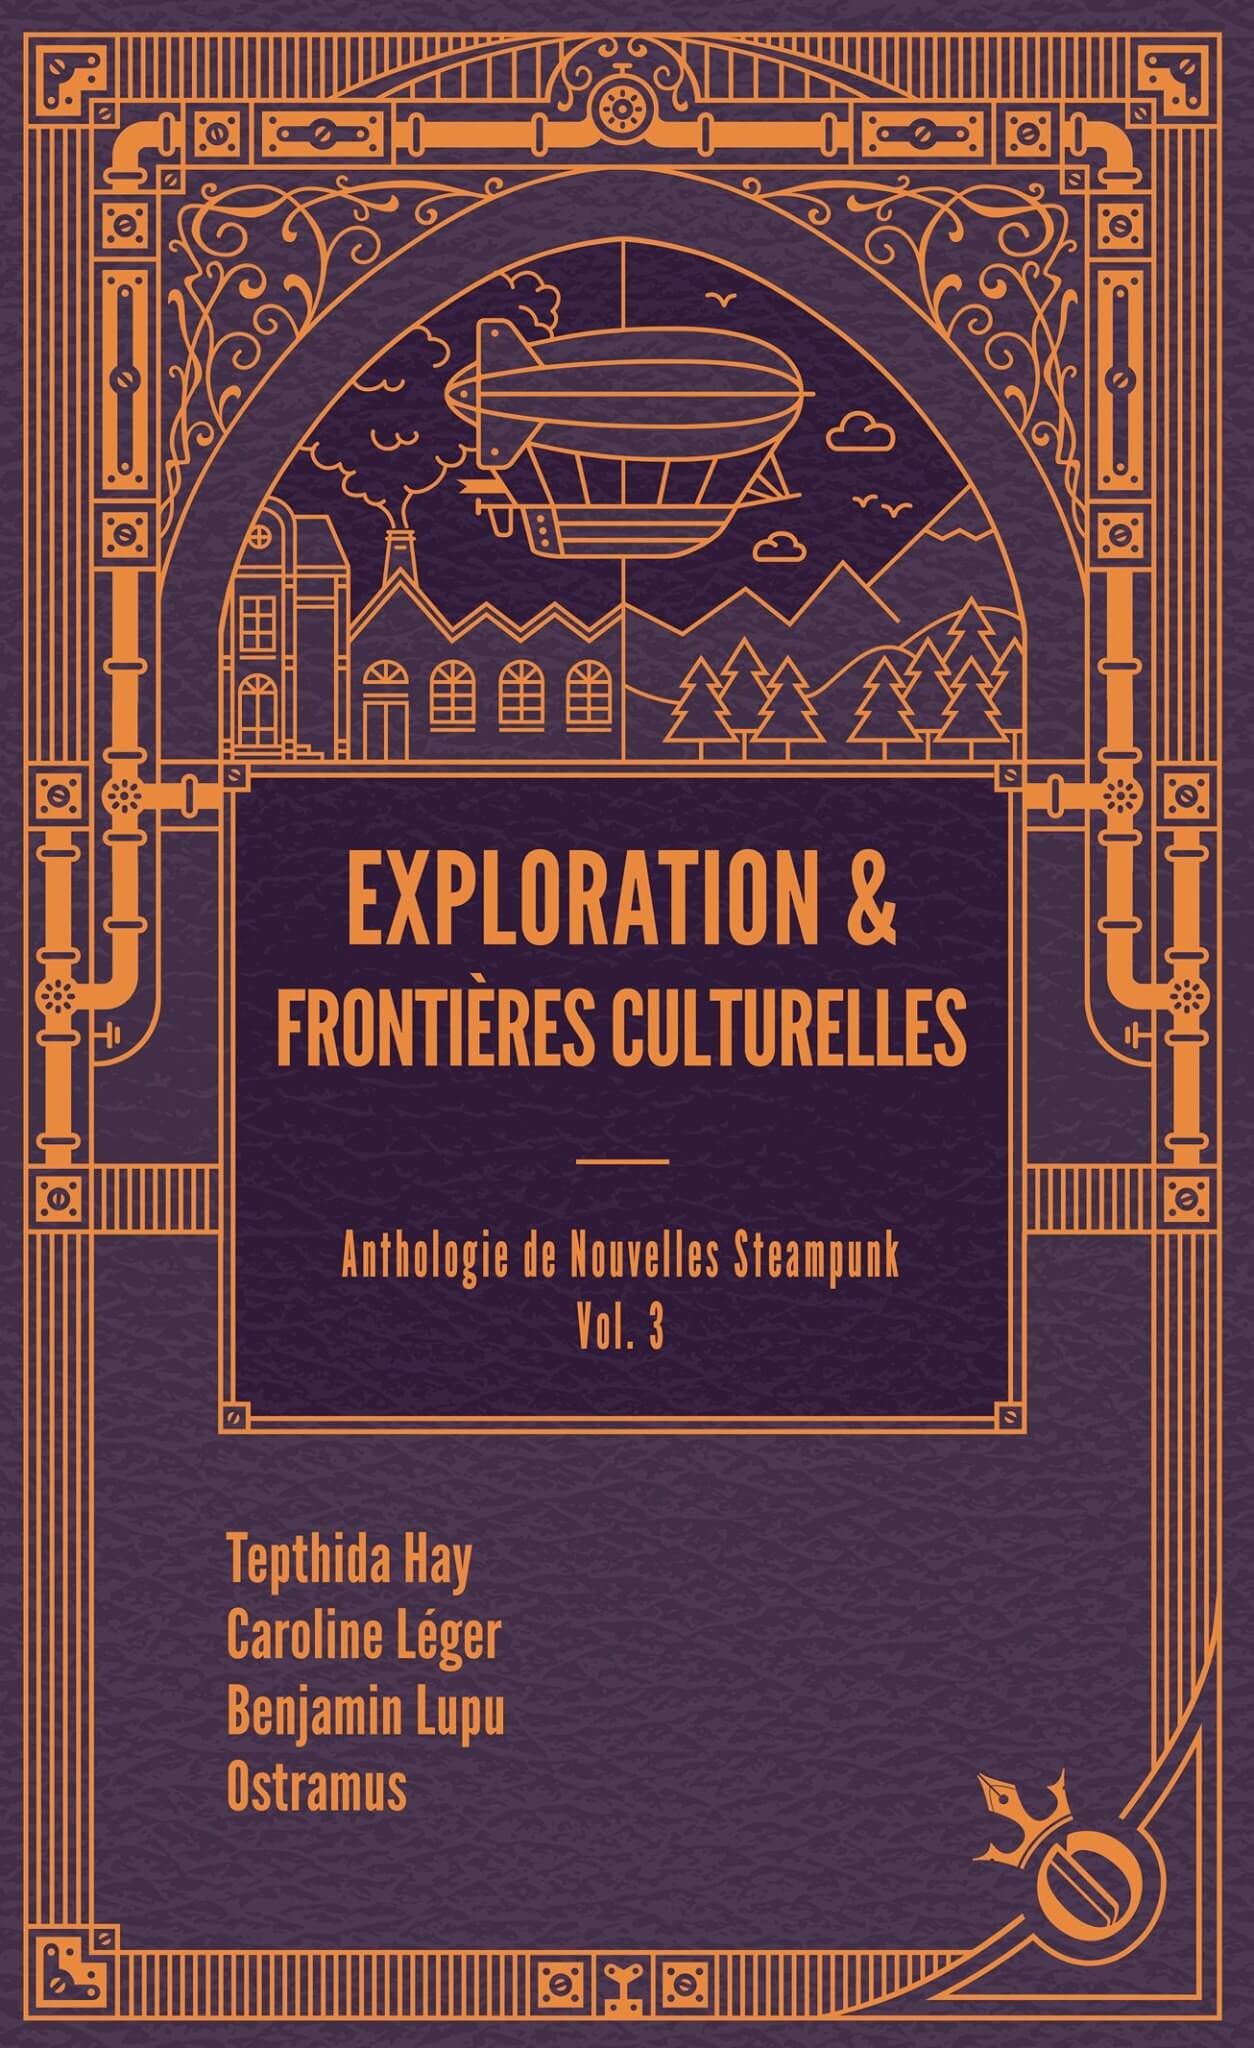 EXPLORATION &
FRONTIÈRES CULTURELLES
Anthologie de Nouvelles Steampunk
Vol. 3
Tepthida Hay
Caroline Léger
Benjamin Lupu
Ostramus